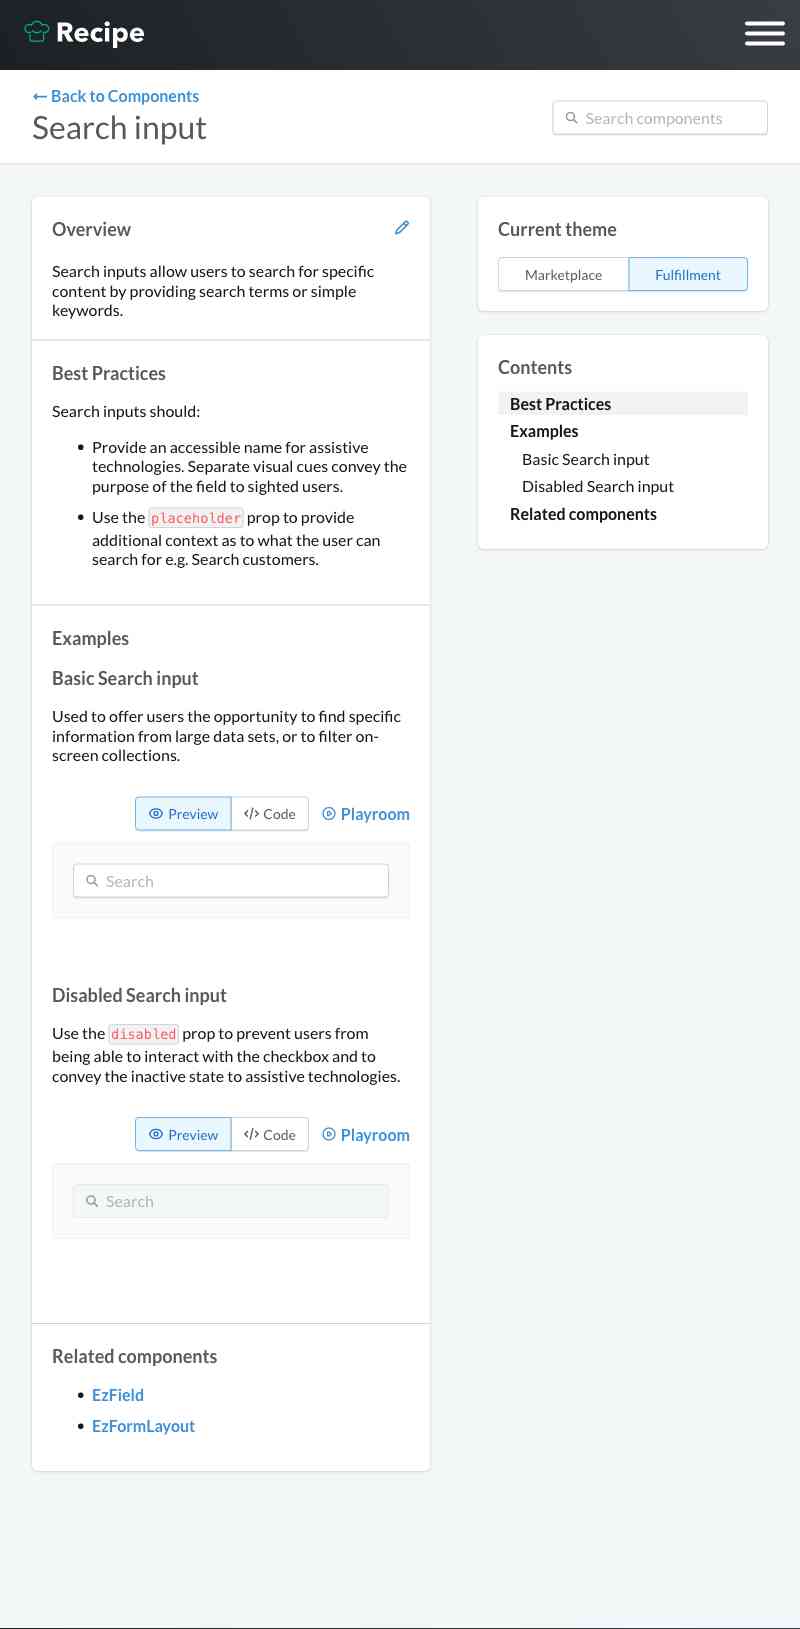 Recipe
← Back to Components
Search input
Search components
Overview
Search inputs allow users to search for specific
content by providing search terms or simple
keywords.
Best Practices
Search inputs should:
• Provide an accessible name for assistive
technologies. Separate visual cues convey the
purpose of the field to sighted users.
• Use the placeholder prop to provide
additional context as to what the user can
search for e.g. Search customers.
Examples
Basic Search input
Used to offer users the opportunity to find specific
information from large data sets, or to filter on-
screen collections.
Preview </> Code Playroom
Search
Disabled Search input
Use the disabled prop to prevent users from
being able to interact with the checkbox and to
convey the inactive state to assistive technologies.
Preview </> Code Playroom
Search
Related components
• EzField
• EzFormLayout
Current theme
Marketplace Fulfillment
Contents
Best Practices
Examples
Basic Search input
Disabled Search input
Related components